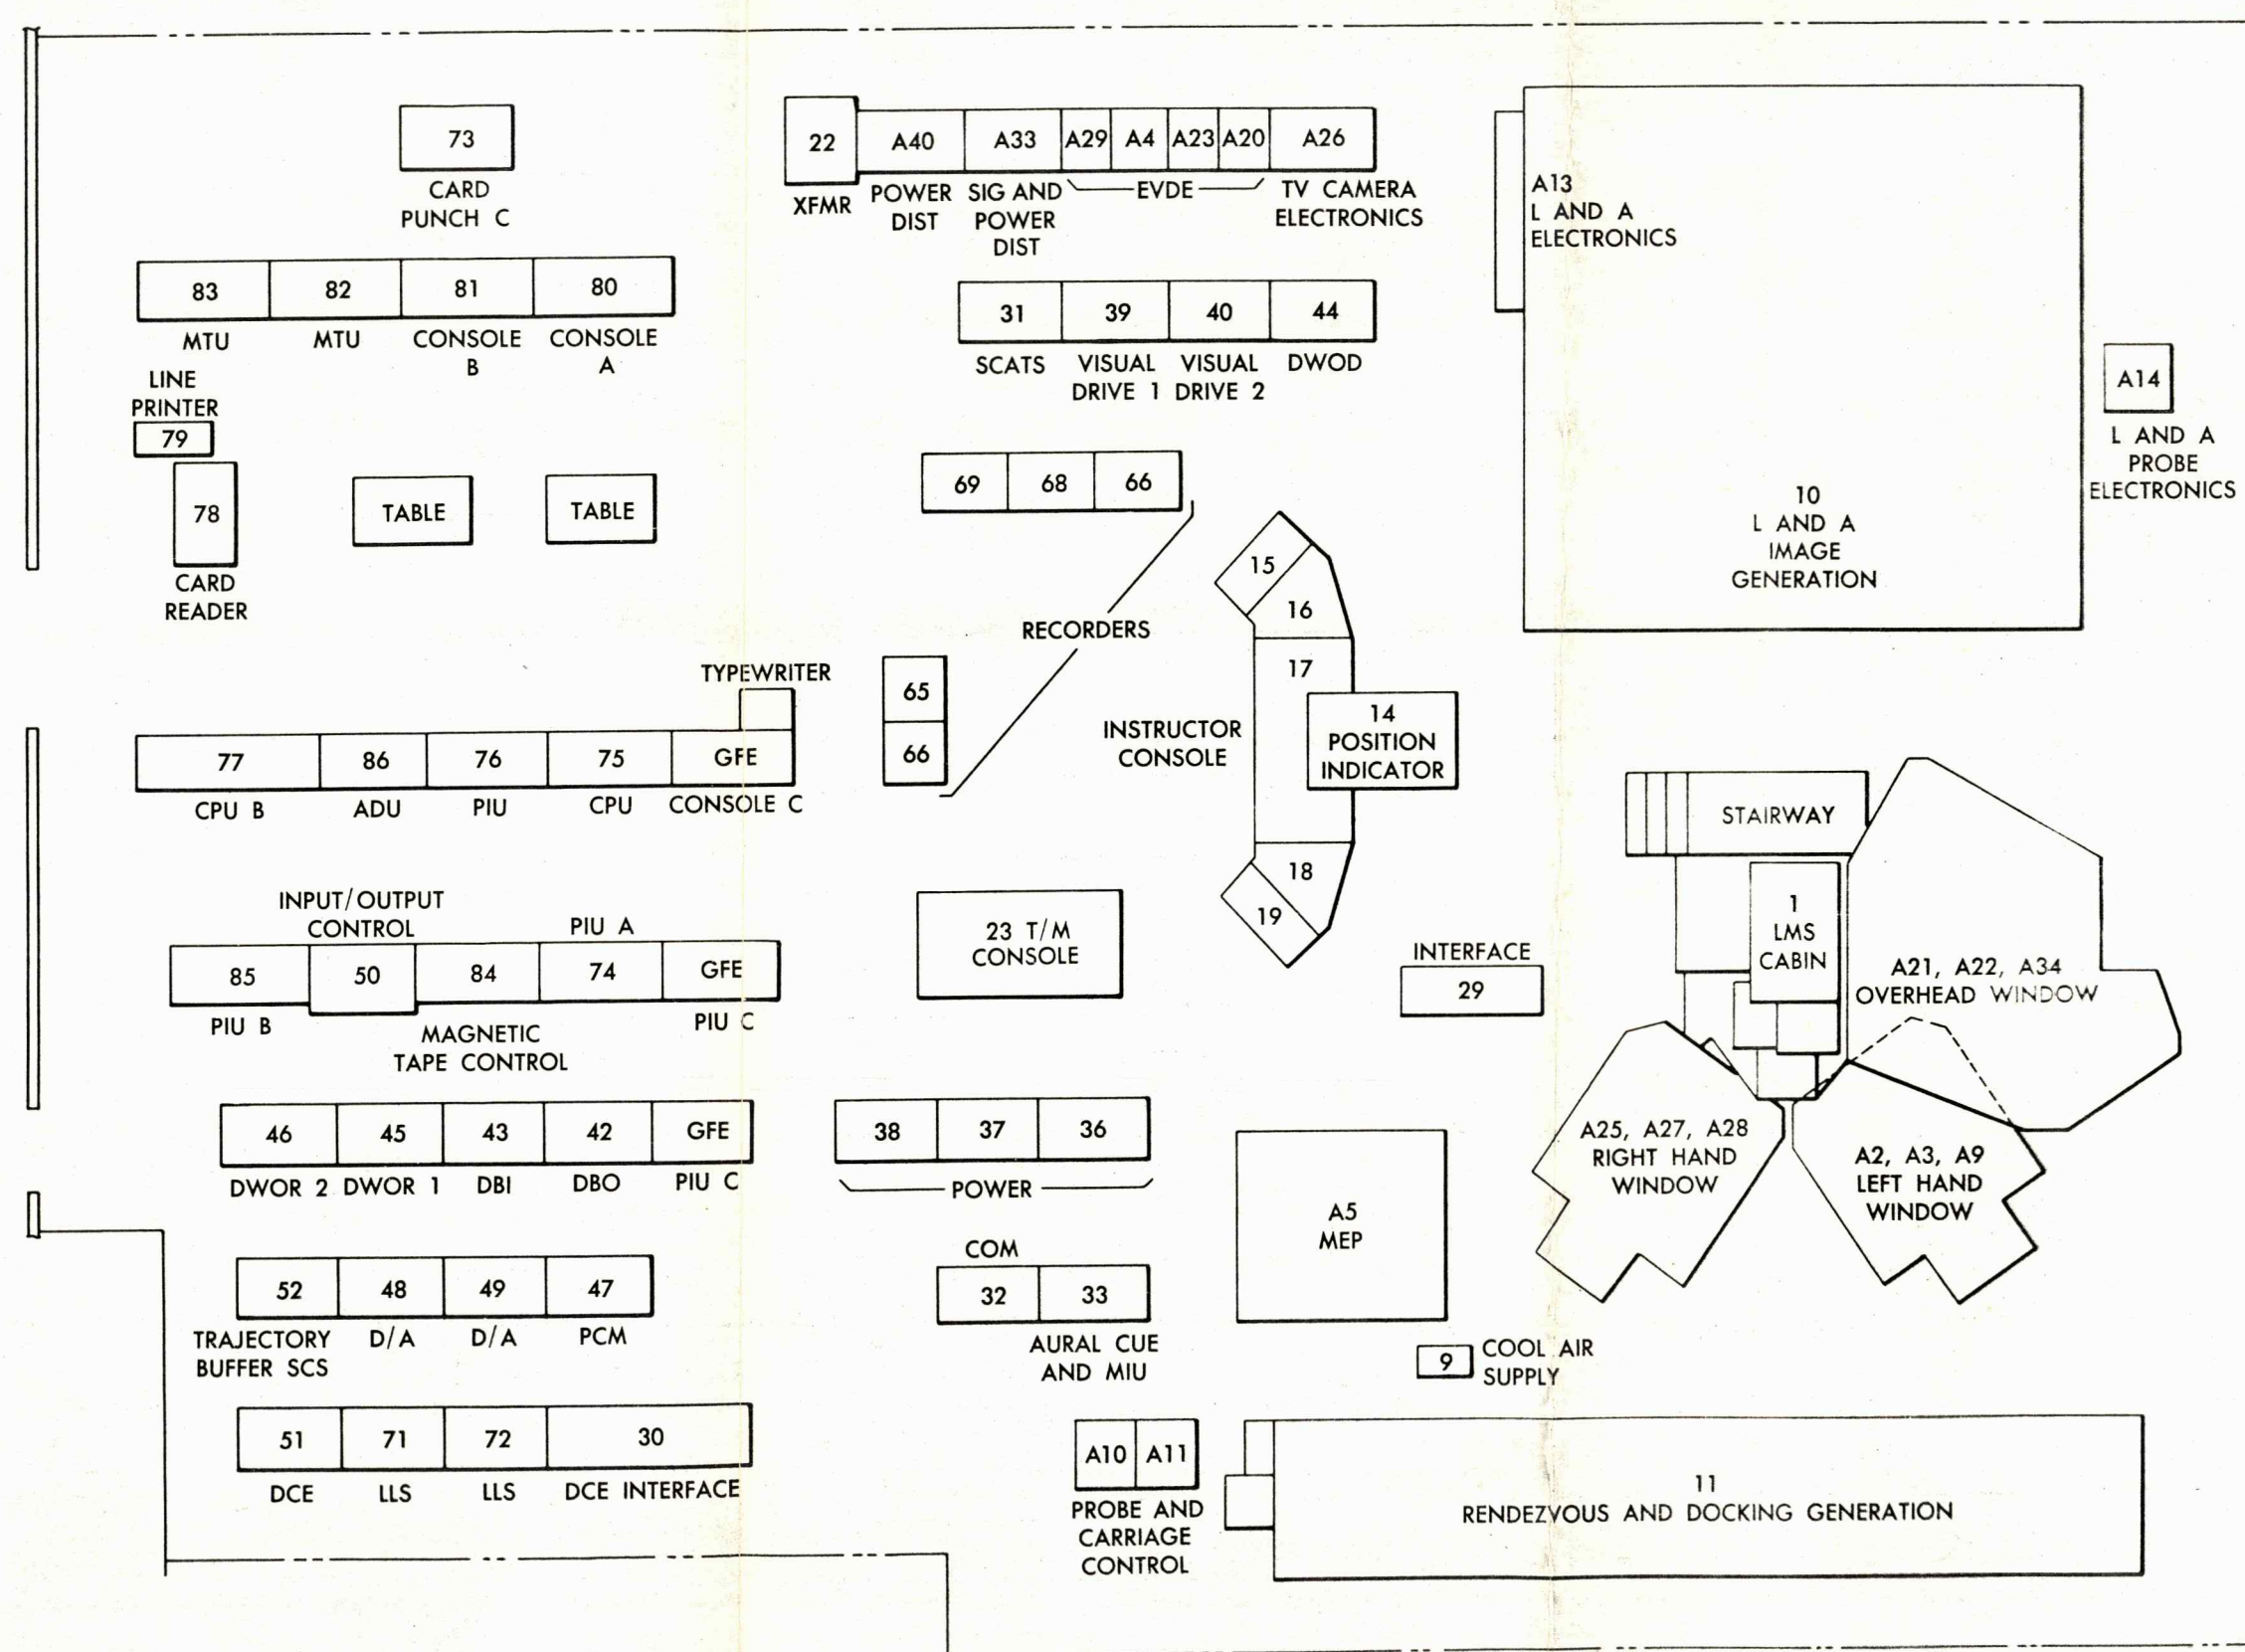 73
CARD
PUNCH C
22
XFMR
A40
POWER
DIST
A33
SIG AND
POWER
DIST
A29
A4
A23
A20
EVDE
A26
TV CAMERA
ELECTRONICS
A13
L AND A
ELECTRONICS
83
MTU
82
MTU
81
CONSOLE
B
80
CONSOLE
A
31
SCATS
39
VISUAL
DRIVE 1
40
VISUAL
DRIVE 2
44
DWOD
A14
L AND A
PROBE
ELECTRONICS
10
L AND A
IMAGE
GENERATION
LINE
PRINTER
79
78
CARD
READER
TABLE
TABLE
69
68
66
RECORDERS
65
66
15
16
17
18
19
INSTRUCTOR
CONSOLE
14
POSITION
INDICATOR
TYPEWRITER
77
CPU B
86
ADU
76
PIU
75
CPU
GFE
CONSOLE C
STAIRWAY
1
LMS
CABIN
A21, A22, A34
OVERHEAD WINDOW
INPUT/OUTPUT
CONTROL
PIU A
85
PIU B
50
84
MAGNETIC
TAPE CONTROL
74
GFE
PIU C
23 T/M
CONSOLE
INTERFACE
29
46
DWOR 2
45
DWOR 1
43
DBI
42
DBO
GFE
PIU C
38
37
36
POWER
A5
MEP
A25, A27, A28
RIGHT HAND
WINDOW
A2, A3, A9
LEFT HAND
WINDOW
52
TRAJECTORY
BUFFER SCS
48
D/A
49
D/A
47
PCM
COM
32
33
AURAL CUE
AND MIU
9
COOL AIR
SUPPLY
51
DCE
71
LLS
72
LLS
30
DCE INTERFACE
A10
A11
PROBE AND
CARRIAGE
CONTROL
11
RENDEZVOUS AND DOCKING GENERATION